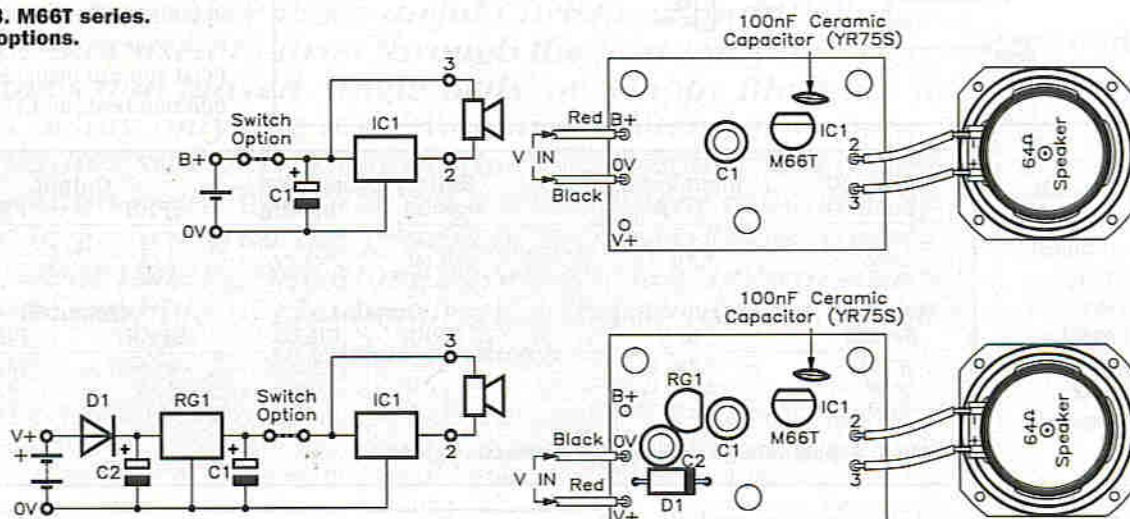 3. M66T series.
options.
100nF Ceramic
Capacitor (YR75S)
3
Switch
Option
IC1
B+
+
C1
2
0V
Red
B+
V IN
0V
Black
V+
C1
IC1
M66T
2
3
+
64Ω
Speaker
100nF Ceramic
Capacitor (YR75S)
3
D1
RG1
Switch
Option
IC1
V+
+
+
+
C2
C1
2
0V
B+
RG1
Black
0V
V IN
Red
V+
C2
D1
C1
IC1
M66T
2
3
+
64Ω
Speaker